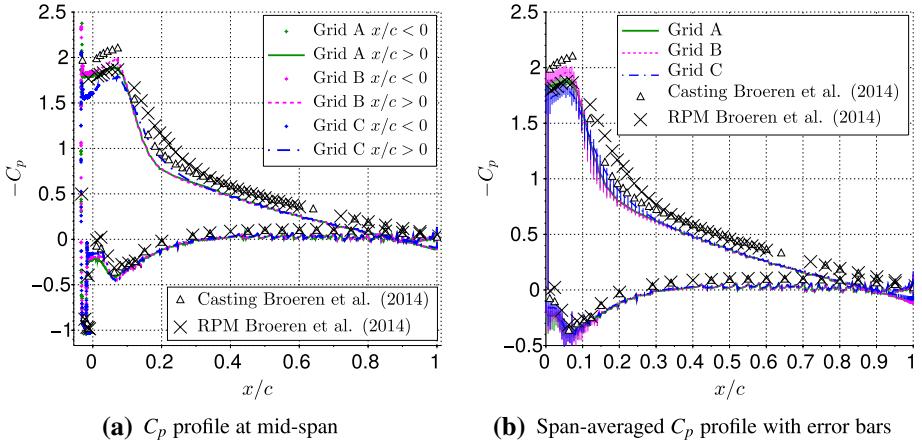 −2.5
2
1.5
1
0.5
0
−0.5
−1
−Cp
0
0.2
0.4
0.6
0.8
1
x/c
Grid A x/c < 0
Grid A x/c > 0
Grid B x/c < 0
Grid B x/c > 0
Grid C x/c < 0
Grid C x/c > 0
Casting Broeren et al. (2014)
RPM Broeren et al. (2014)
(a) Cp profile at mid-span
−2.5
2
1.5
1
0.5
0
−0.5
−Cp
0
0.1
0.2
0.3
0.4
0.5
0.6
0.7
0.8
0.9
1
x/c
Grid A
Grid B
Grid C
Casting Broeren et al. (2014)
RPM Broeren et al. (2014)
(b) Span-averaged Cp profile with error bars